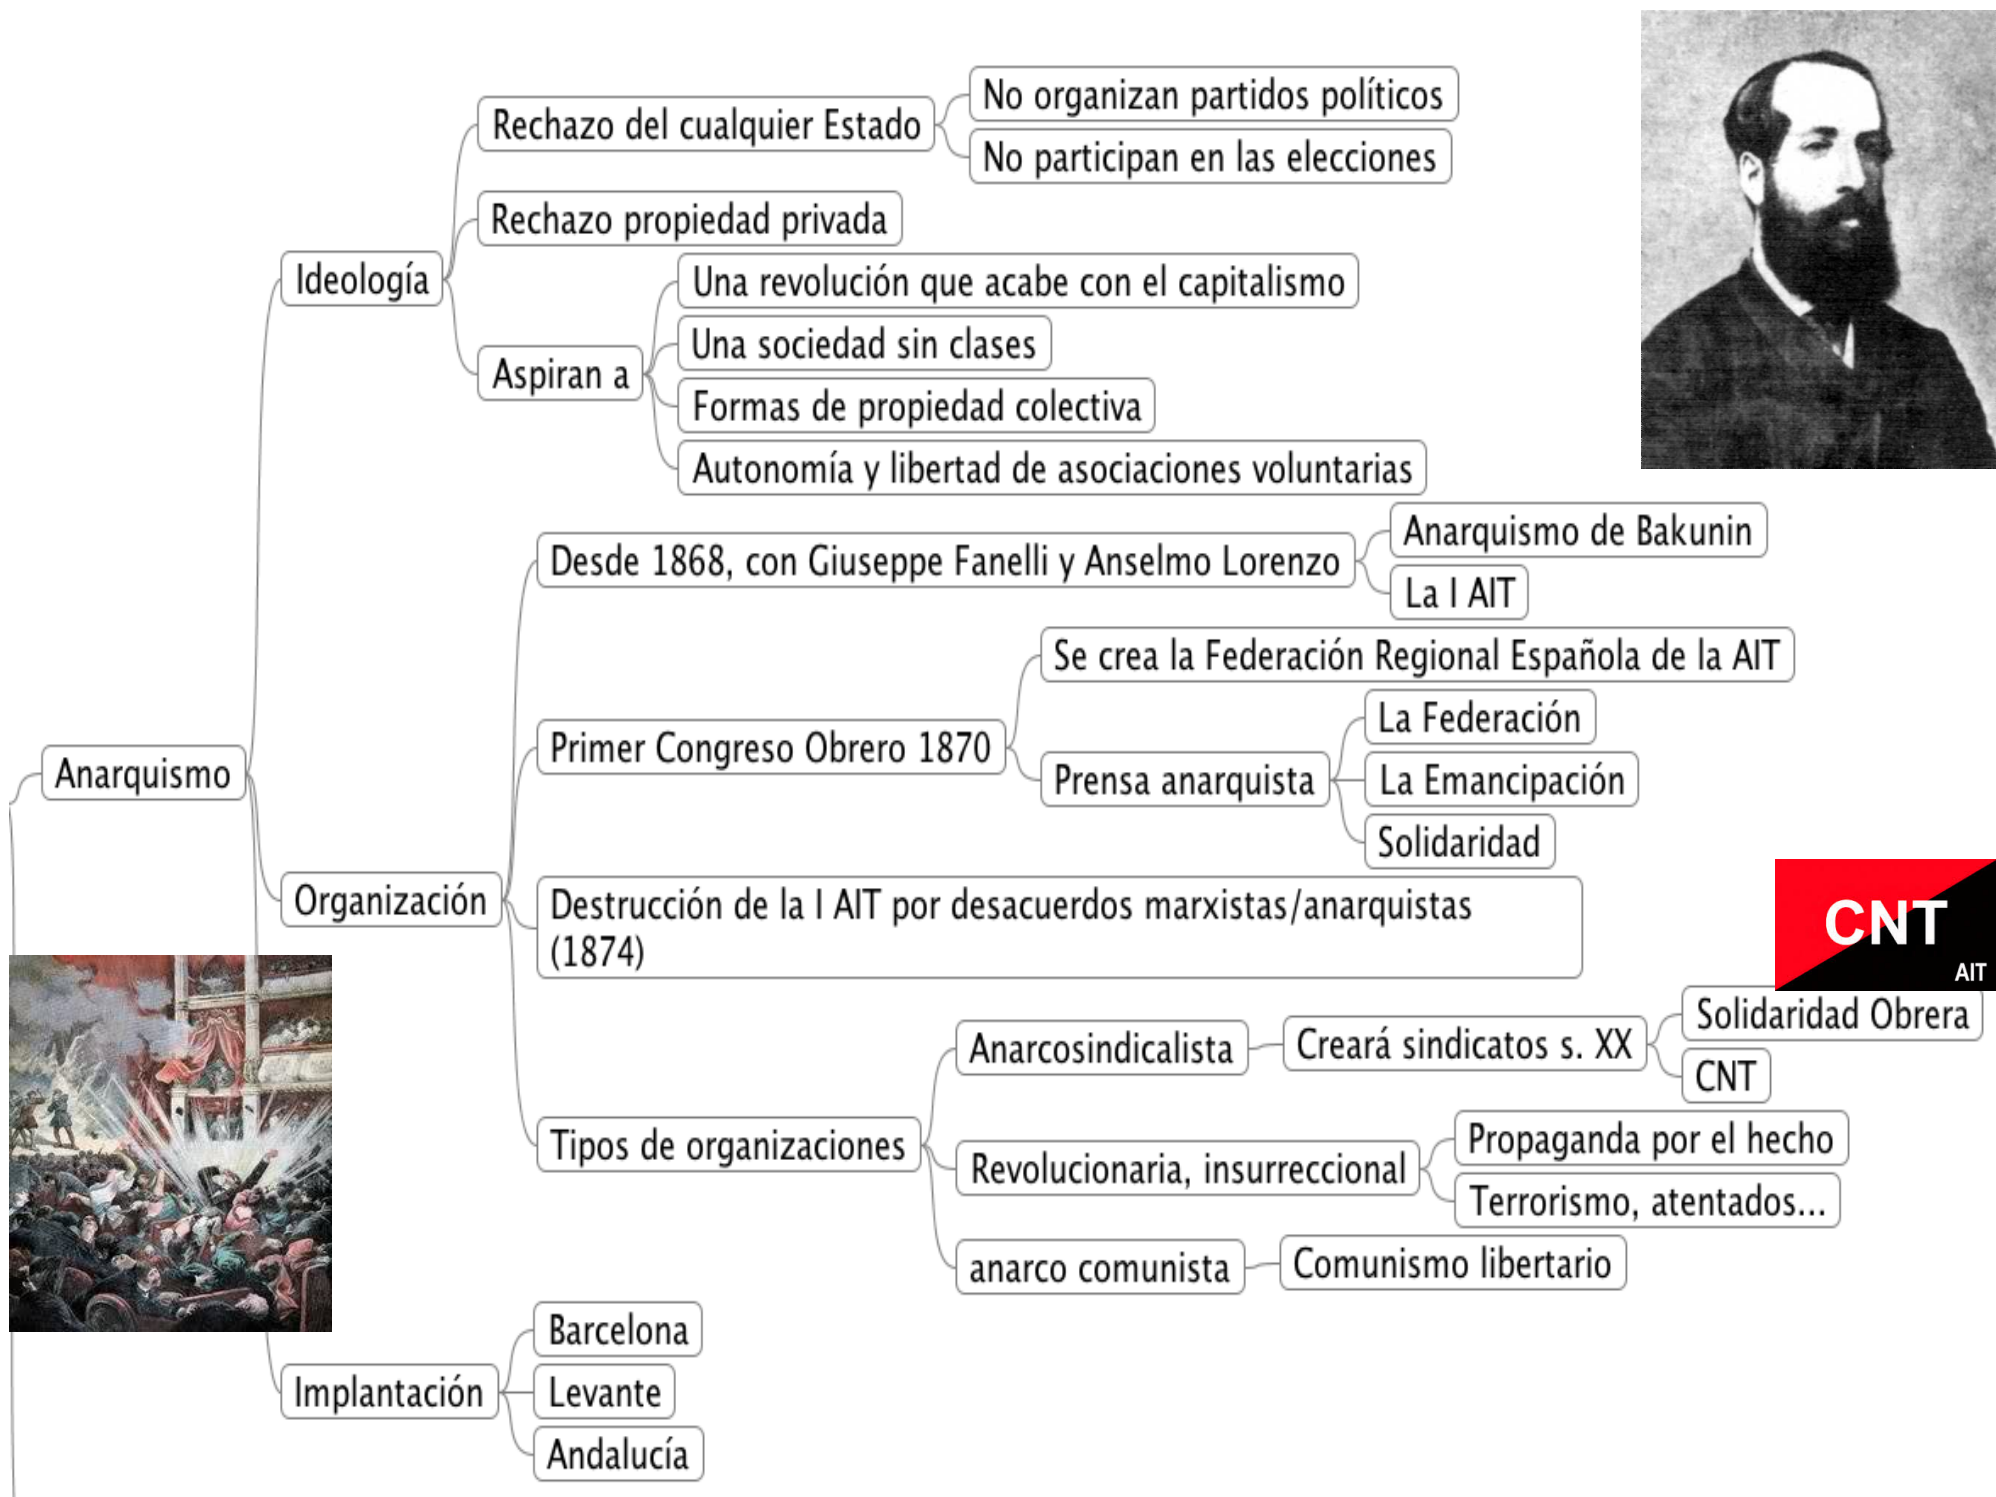 Anarquismo
Ideología
Rechazo del cualquier Estado
No organizan partidos políticos
No participan en las elecciones
Rechazo propiedad privada
Aspiran a
Una revolución que acabe con el capitalismo
Una sociedad sin clases
Formas de propiedad colectiva
Autonomía y libertad de asociaciones voluntarias
Organización
Desde 1868, con Giuseppe Fanelli y Anselmo Lorenzo
Anarquismo de Bakunin
La I AIT
Primer Congreso Obrero 1870
Se crea la Federación Regional Española de la AIT
Prensa anarquista
La Federación
La Emancipación
Solidaridad
Destrucción de la I AIT por desacuerdos marxistas/anarquistas
(1874)
Tipos de organizaciones
Anarcosindicalista
Creará sindicatos s. XX
Solidaridad Obrera
CNT
Revolucionaria, insurreccional
Propaganda por el hecho
Terrorismo, atentados...
anarco comunista
Comunismo libertario
Implantación
Barcelona
Levante
Andalucía
CNT
AIT